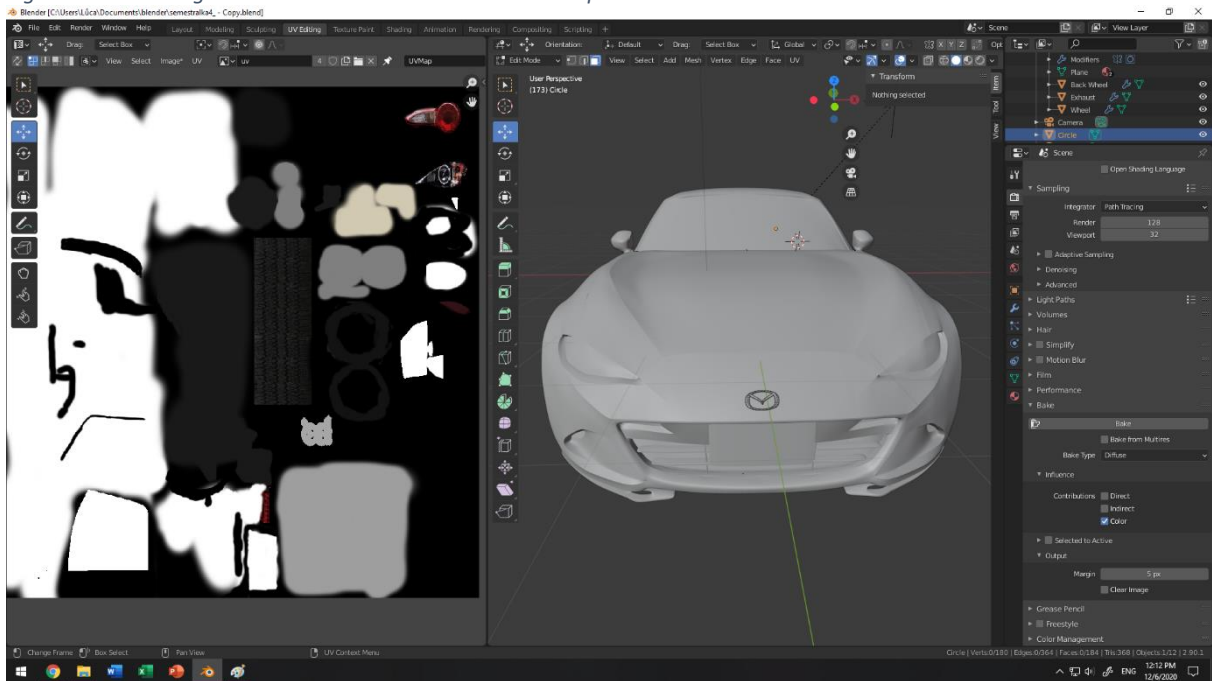 Blender [C:\Users\Lůca\Documents\blender\semestralka4_ - Copy.blend]
File Edit Render Window Help Layout Modeling Sculpting UV Editing Texture Paint Shading Animation Rendering Compositing Scripting + Scene View Layer
Drag: Select Box Orientation: Default Drag: Select Box Global X Y Z Opt
View Select Image* UV uv 4 UVMap Edit Mode View Select Add Mesh Vertex Edge Face UV
User Perspective
(173) Circle
Transform
Nothing selected
Item
Tool
View
Modifiers
Plane
Back Wheel
Exhaust
Wheel
Camera
Circle
Scene
Open Shading Language
Sampling
Integrator Path Tracing
Render 128
Viewport 32
Adaptive Sampling
Denoising
Advanced
Light Paths
Volumes
Hair
Simplify
Motion Blur
Film
Performance
Bake
Bake
Bake from Multires
Bake Type Diffuse
Influence
Contributions Direct
Indirect
Color
Selected to Active
Output
Margin 5 px
Clear Image
Grease Pencil
Freestyle
Color Management
Change Frame Box Select Pan View UV Context Menu Circle | Verts:0/180 | Edges:0/364 | Faces:0/184 | Tris:368 | Objects:1/12 | 2.90.1
ENG 12:12 PM
12/6/2020